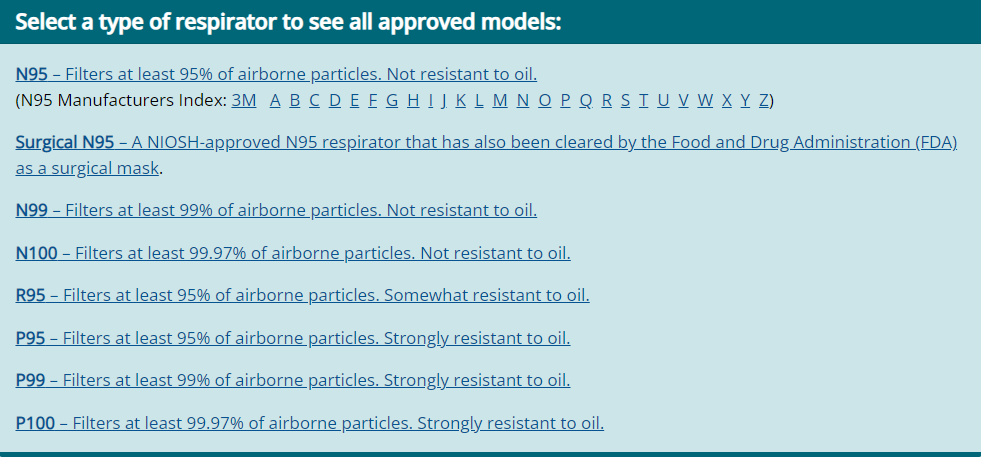 Select a type of respirator to see all approved models:
N95 – Filters at least 95% of airborne particles. Not resistant to oil.
(N95 Manufacturers Index: 3M A B C D E F G H I J K L M N O P Q R S T U V W X Y Z)
Surgical N95 – A NIOSH-approved N95 respirator that has also been cleared by the Food and Drug Administration (FDA)
as a surgical mask.
N99 – Filters at least 99% of airborne particles. Not resistant to oil.
N100 – Filters at least 99.97% of airborne particles. Not resistant to oil.
R95 – Filters at least 95% of airborne particles. Somewhat resistant to oil.
P95 – Filters at least 95% of airborne particles. Strongly resistant to oil.
P99 – Filters at least 99% of airborne particles. Strongly resistant to oil.
P100 – Filters at least 99.97% of airborne particles. Strongly resistant to oil.